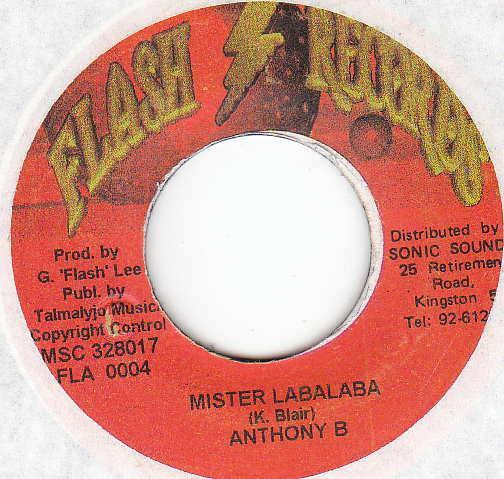 FLASH RECORDS
Prod. by
G. 'Flash' Lee
Publ. by
Talmalyjo Music
Copyright Control
MSC 328017
FLA 0004
Distributed by
SONIC SOUND
25 Retiremen
Road,
Kingston 5
Tel: 92-612
MISTER LABALABA
(K. Blair)
ANTHONY B